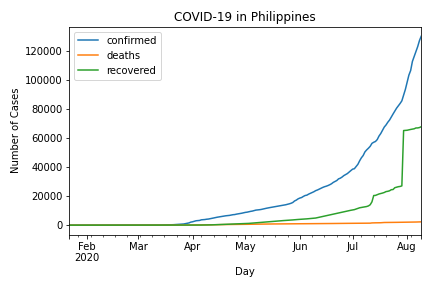 COVID-19 in Philippines
confirmed
deaths
recovered
Number of Cases
120000
100000
80000
60000
40000
20000
0
Feb Mar Apr May Jun Jul Aug
2020
Day